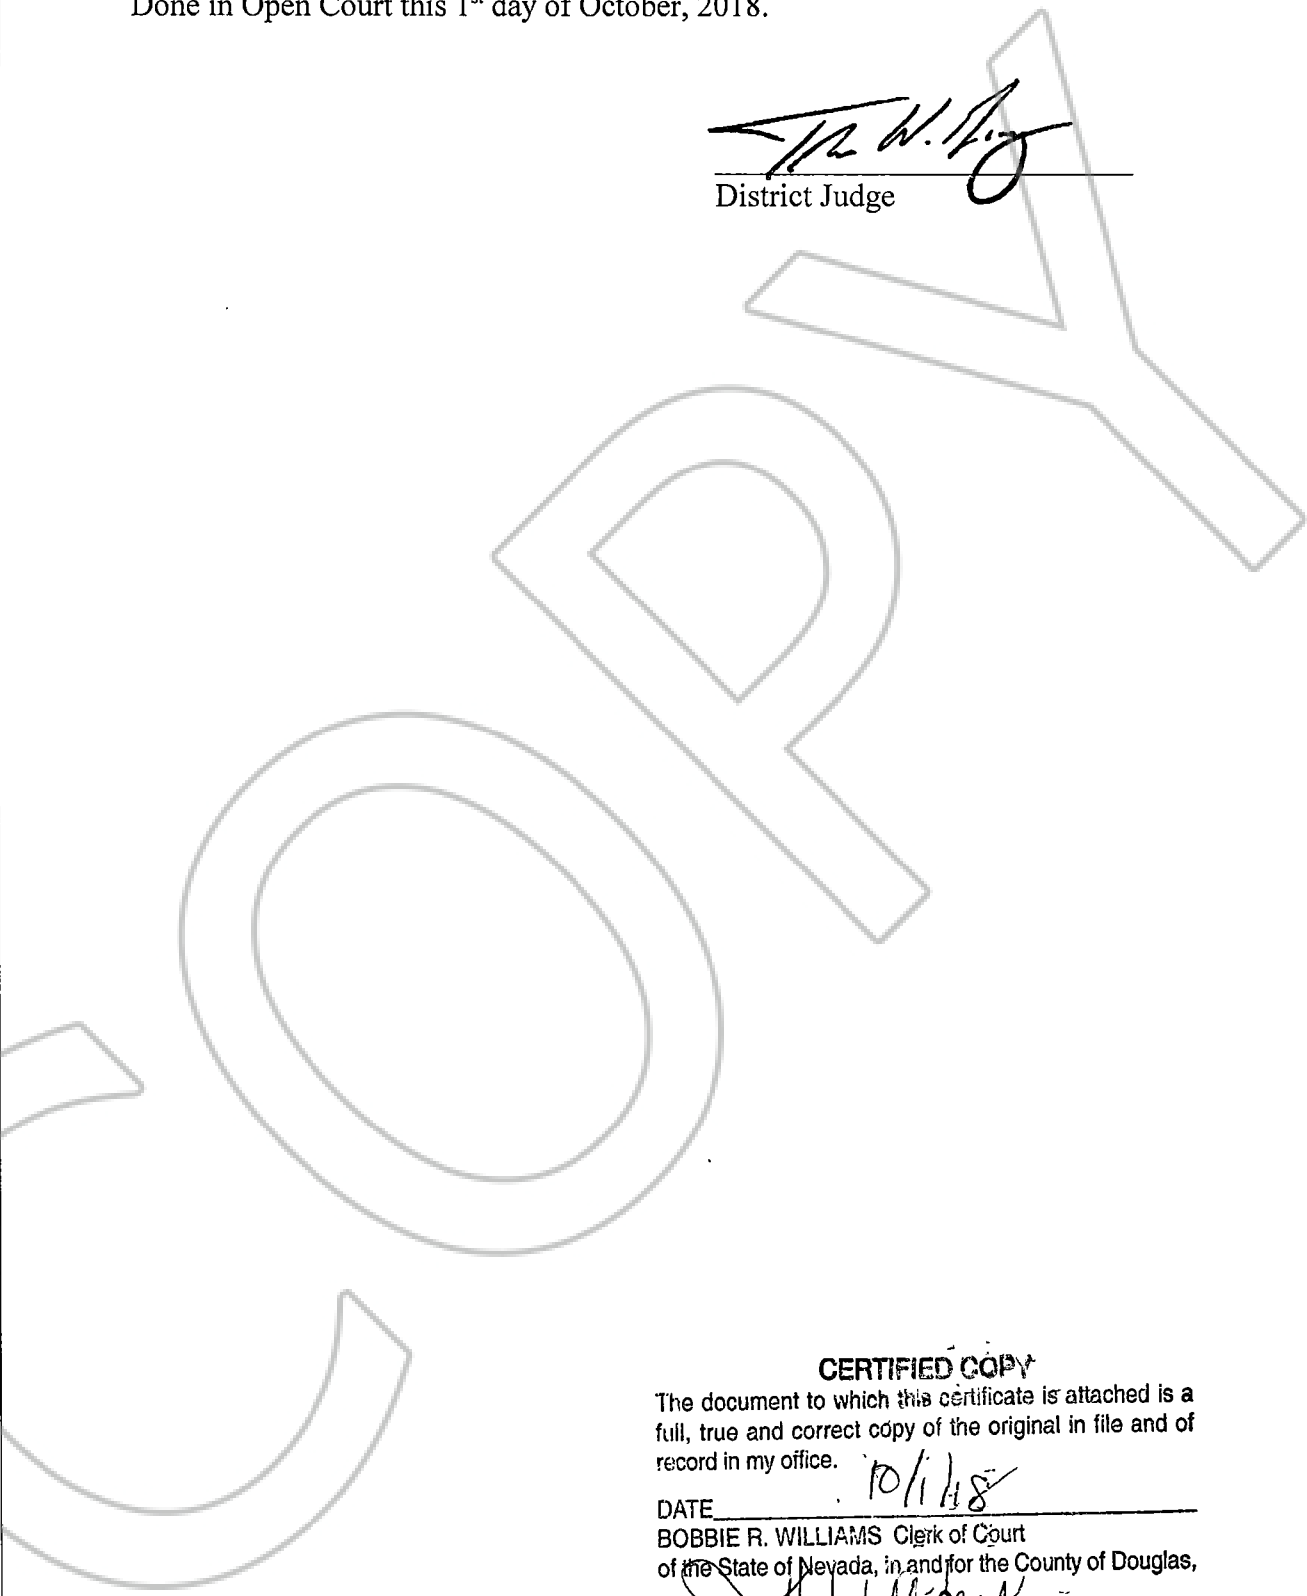 Done in Open Court this 1st day of October, 2018.
District Judge
COPY
CERTIFIED COPY
The document to which this certificate is attached is a
full, true and correct copy of the original in file and of
record in my office.
10/1/18
DATE
BOBBIE R. WILLIAMS Clerk of Court
of the State of Nevada, in and for the County of Douglas,